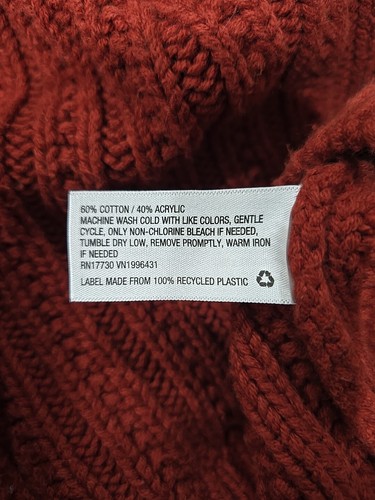 60% COTTON / 40% ACRYLIC
MACHINE WASH COLD WITH LIKE COLORS, GENTLE
CYCLE, ONLY NON-CHLORINE BLEACH IF NEEDED,
TUMBLE DRY LOW, REMOVE PROMPTLY, WARM IRON
IF NEEDED
RN17730 VN1996431
LABEL MADE FROM 100% RECYCLED PLASTIC